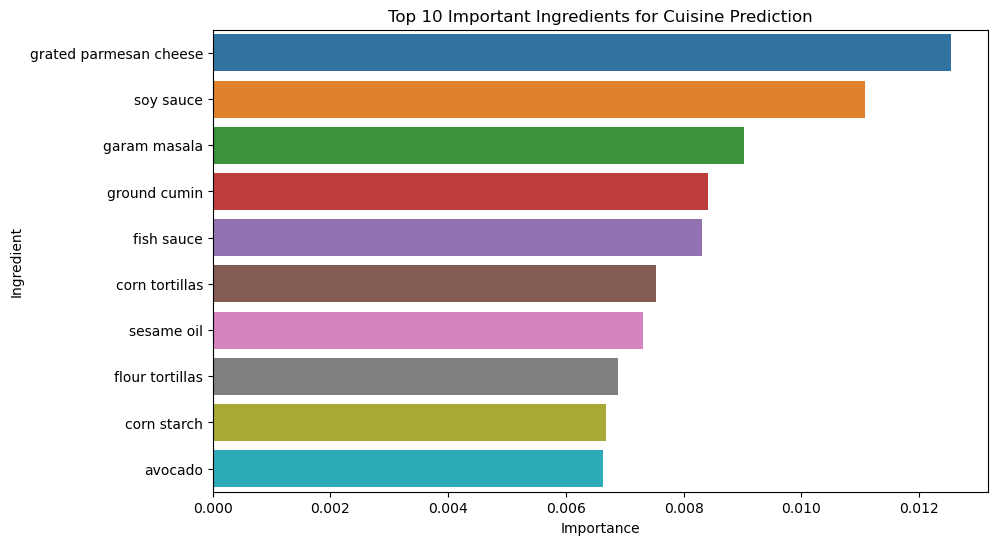 Top 10 Important Ingredients for Cuisine Prediction
grated parmesan cheese
soy sauce
garam masala
ground cumin
fish sauce
corn tortillas
sesame oil
flour tortillas
corn starch
avocado
Ingredient
0.000 0.002 0.004 0.006 0.008 0.010 0.012
Importance